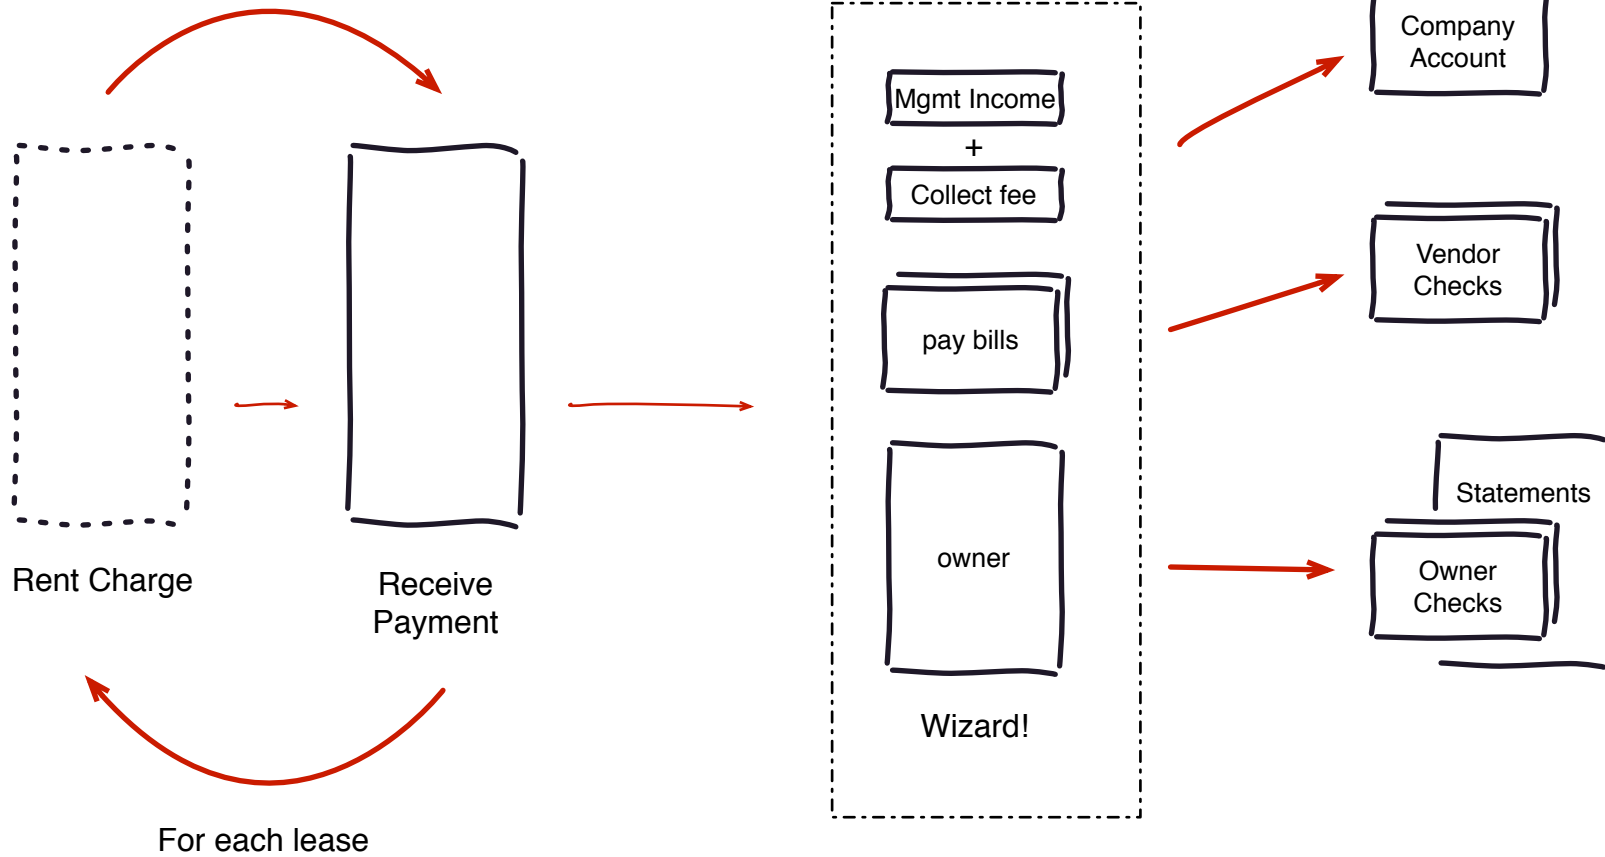 Rent Charge
Receive
Payment
For each lease
Mgmt Income
+
Collect fee
pay bills
owner
Wizard!
Company
Account
Vendor
Checks
Statements
Owner
Checks